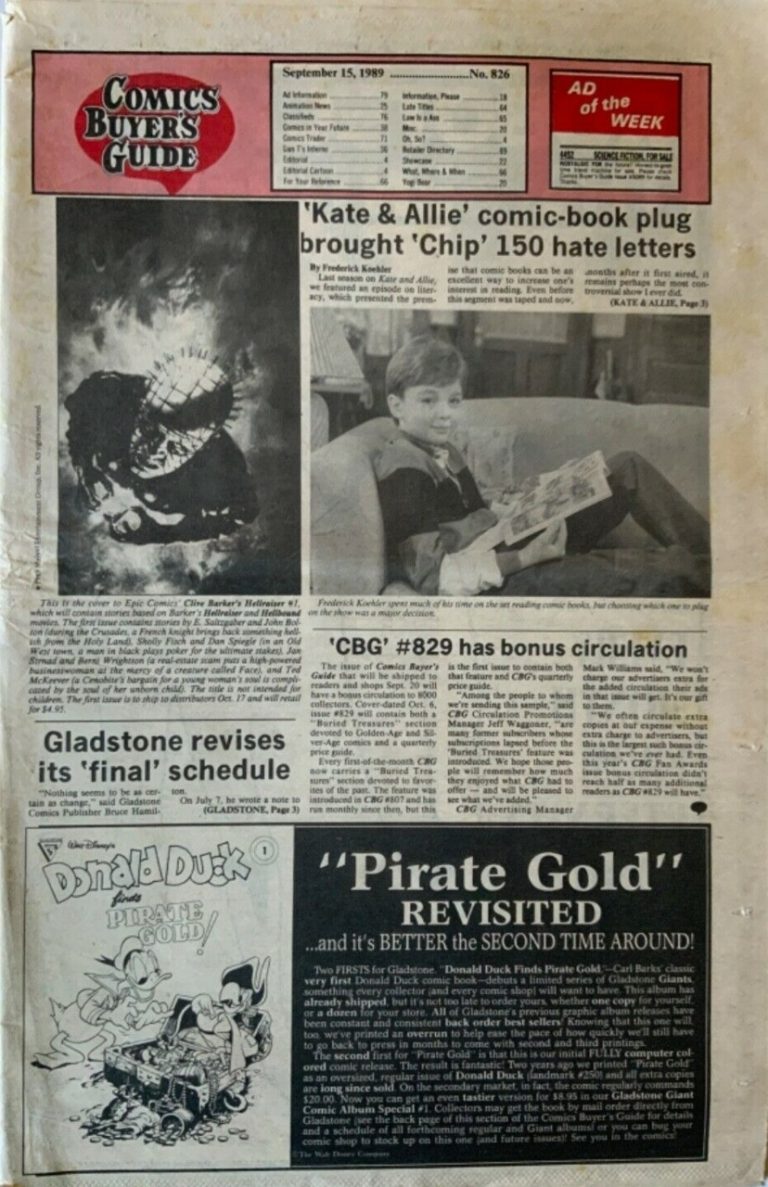 COMICS
BUYER'S
GUIDE
September 15, 1989 ........................No. 826
Ad Information 79
Animation News 25
Classifieds 76
Comics in Your Future 38
Comics Trader 71
Editorial 4
Editorial Cartoon 4
For Your Reference 66
Information, Please 18
Late Titles 64
Law Is a Ass 65
Misc. 20
Oh, So? 4
Retailer Directory
Showcase 22
What, Where & When 66
Yogi Bear
AD
of the
WEEK
SCIENCE FICTION, FOR SALE
'Kate & Allie' comic-book plug
brought 'Chip' 150 hate letters
By Frederick Koehler
Last season on Kate and Allie,
we featured an episode on liter-
acy, which presented the prem-
ise that comic books can be an
excellent way to increase one's
interest in reading. Even before
this segment was taped and now,
months after it first aired, it
remains perhaps the most con-
troversial show I ever did.
(KATE & ALLIE, Page 3)
Frederick Koehler spent much of his time on the set reading comic books, but choosing which one to plug
on the show was a major decision.
This is the cover to Epic Comics' Clive Barker's Hellraiser #1,
which will contain stories based on Barker's Hellraiser and Hellbound
movies. The first issue contains stories by E. Saltzgaber and John Bol-
ton (during the Crusades, a French knight brings back something hell-
ish from the Holy Land), Sholly Fisch and Dan Spiegle (in an Old
West town, a man in black plays poker for the ultimate stakes), Jan
Strnad and Berni Wrightson (a real-estate scam puts a high-powered
businesswoman at the mercy of a creature called Face), and Ted
McKeever (a Cenobite's bargain for a young woman's soul is compli-
cated by the soul of her unborn child). The title is not intended for
children. The first issue is to ship to distributors Oct. 17 and will retail
for $4.95.
Gladstone revises
its 'final' schedule
"Nothing seems to be as cer-
tain as change," said Gladstone
Comics Publisher Bruce Hamil-
ton.
On July 7, he wrote a note to
(GLADSTONE, Page 3)
'CBG' #829 has bonus circulation
The issue of Comics Buyer's
Guide that will be shipped to
readers and shops Sept. 20 will
have a bonus circulation to 8000
collectors. Cover-dated Oct. 6,
issue #829 will contain both a
"Buried Treasures" section
devoted to Golden-Age and Sil-
ver-Age comics and a quarterly
price guide.
Every first-of-the-month CBG
now carries a "Buried Trea-
sures" section devoted to favor-
ites of the past. The feature was
introduced in CBG #807 and has
run monthly since then, but this
is the first issue to contain both
that feature and CBG's quarterly
price guide.
"Among the people to whom
we're sending this sample," said
CBG Circulation Promotions
Manager Jeff Waggoner, "are
many former subscribers whose
subscriptions lapsed before the
'Buried Treasures' feature was
introduced. We hope those peo-
ple will remember how much
they enjoyed what CBG had to
offer — and will be pleased to
see what we've added."
CBG Advertising Manager
Mark Williams said, "We won't
charge our advertisers extra for
the added circulation their ads
in that issue will get. It's our gift
to them.
"We often circulate extra
copies at our expense without
extra charge to advertisers, but
this is the largest such bonus cir-
culation we've ever had. Even
this year's CBG Fan Awards
issue bonus circulation didn't
reach half as many additional
readers as CBG #829 will have."
Walt Disney's
Donald Duck
1
finds
PIRATE
GOLD!
"Pirate Gold"
REVISITED
...and it's BETTER the SECOND TIME AROUND!
Two FIRSTS for Gladstone. "Donald Duck Finds Pirate Gold,"—Carl Barks' classic
very first Donald Duck comic book—debuts a limited series of Gladstone Giants,
something every collector (and every comic shop) will want to have. This album has
already shipped, but it's not too late to order yours, whether one copy for yourself,
or a dozen for your store. All of Gladstone's previous graphic album releases have
been constant and consistent back order best sellers! Knowing that this one will,
too, we've printed an overrun to help ease the pace of how quickly we'll still have
to go back to press in months to come with second and third printings.
The second first for "Pirate Gold" is that this is our initial FULLY computer col-
ored comic release. The result is fantastic! Two years ago we printed "Pirate Gold"
as an oversized, regular issue of Donald Duck (landmark #250) and all extra copies
are long since sold. On the secondary market, in fact, the comic regularly commands
$20.00. Now you can get an even tastier version for $8.95 in our Gladstone Giant
Comic Album Special #1. Collectors may get the book by mail order directly from
Gladstone (see the back page of this section of the Comics Buyer's Guide for details
and a schedule of all forthcoming regular and Giant albums) or you can bug your
comic shop to stock up on this one (and future issues)! See you in the comics!
© The Walt Disney Company